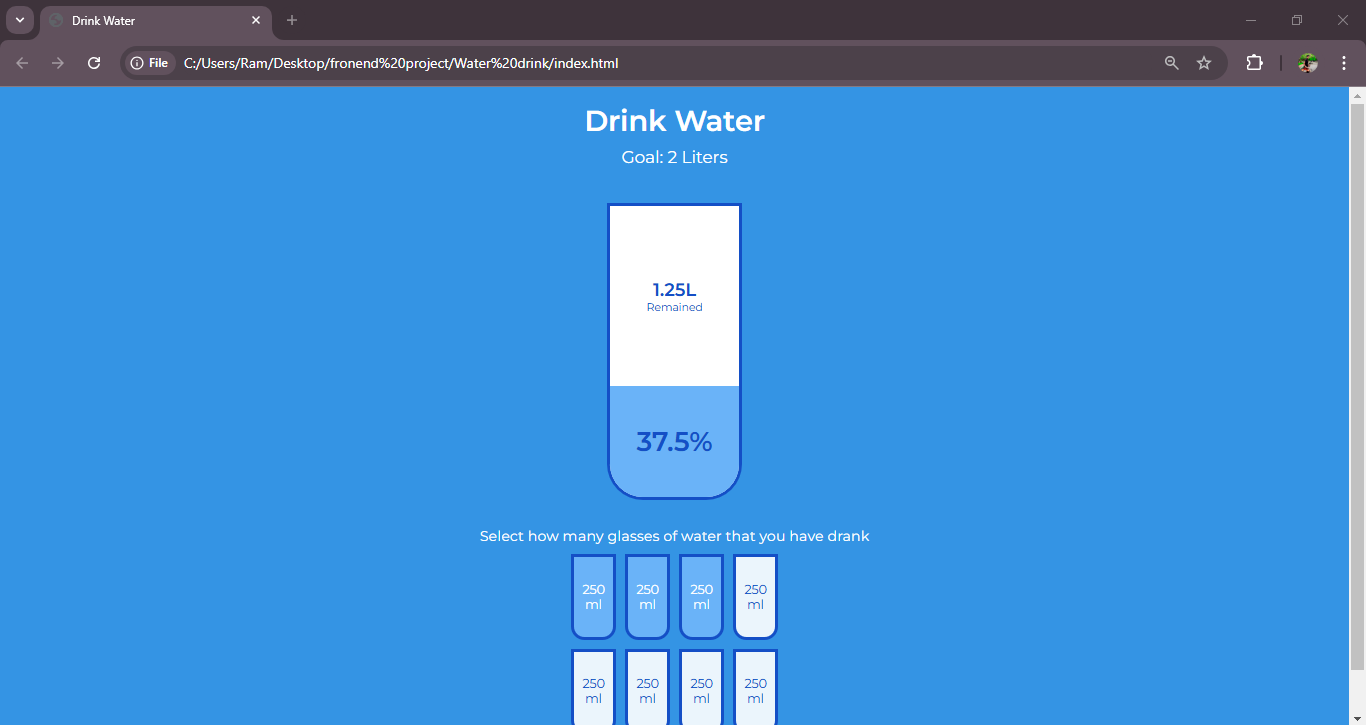 Drink Water
File C:/Users/Ram/Desktop/fronend%20project/Water%20drink/index.html
Drink Water
Goal: 2 Liters
1.25L
Remained
37.5%
Select how many glasses of water that you have drank
250 250 250 250
ml ml ml ml
250 250 250 250
ml ml ml ml